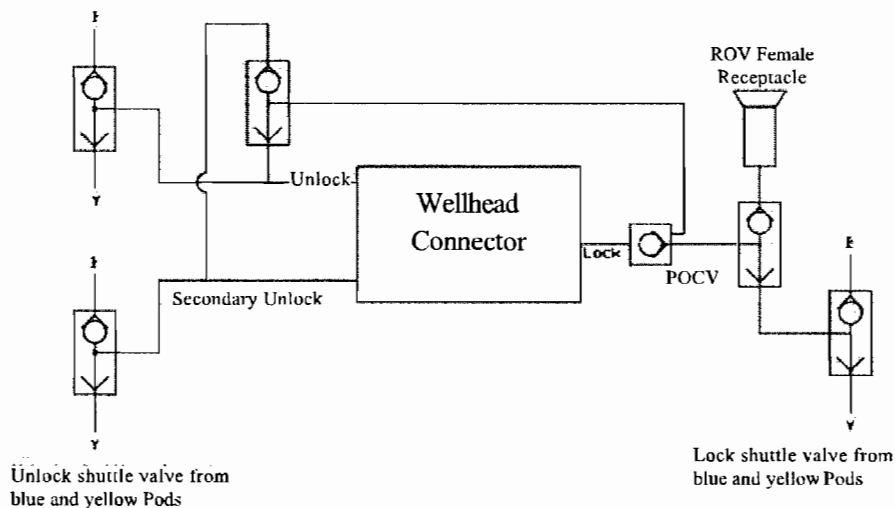 ROV Female
Receptacle
Unlock
Wellhead
Connector
Lock
POCV
Secondary Unlock
Y
Y
Y
Unlock shuttle valve from
blue and yellow Pods
Lock shuttle valve from
blue and yellow Pods